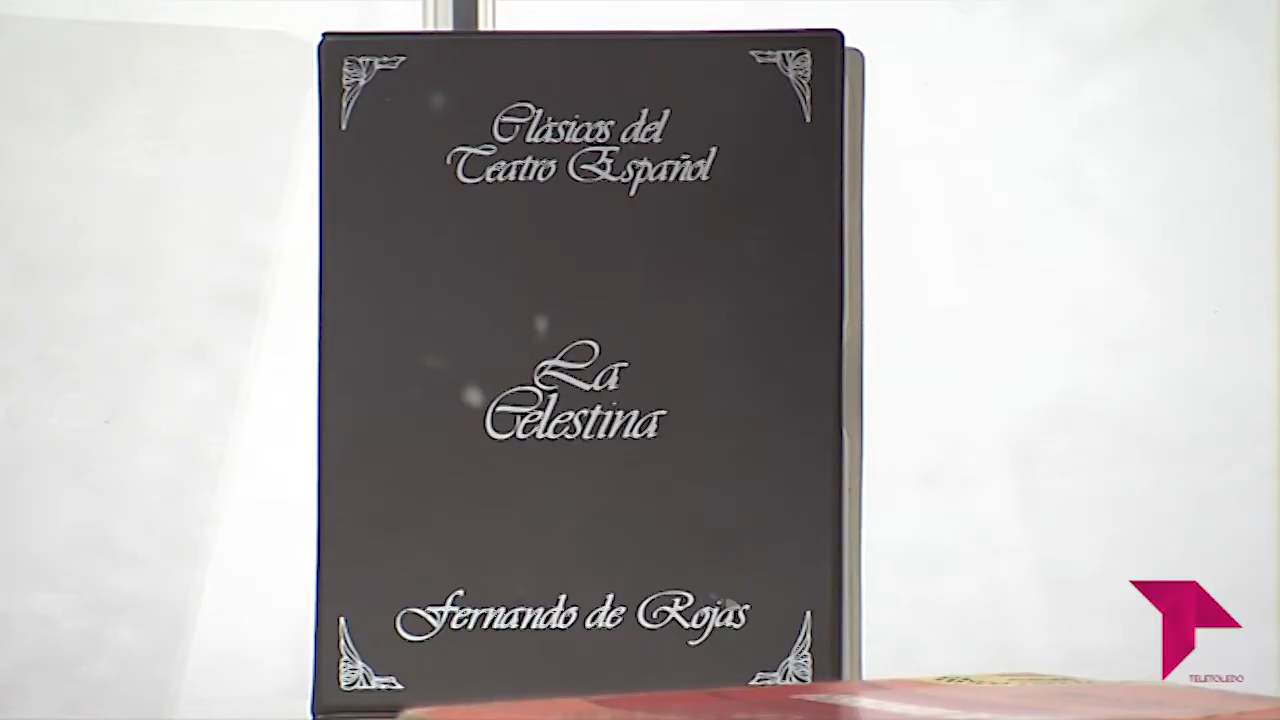 Clásicos del
Teatro Español
La
Celestina
Fernando de Rojas
TELETOLEDO